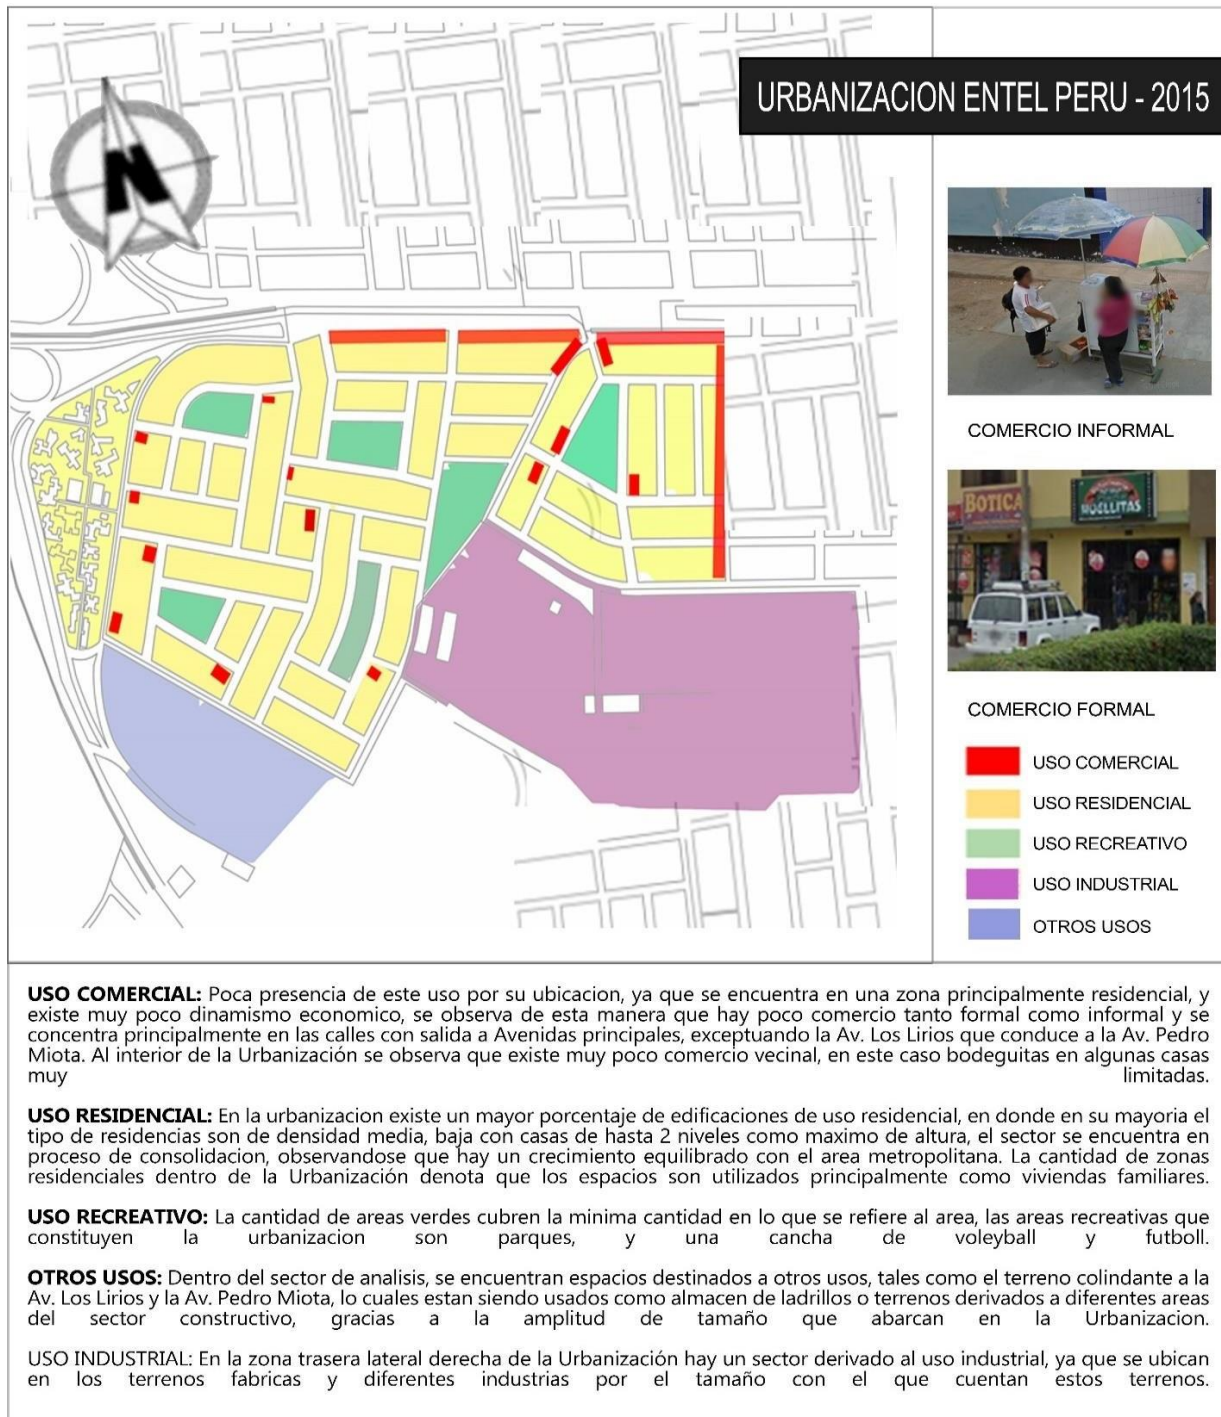 URBANIZACION ENTEL PERU - 2015
N
COMERCIO INFORMAL
BOTICA
HUELLITAS
COMERCIO FORMAL
USO COMERCIAL
USO RESIDENCIAL
USO RECREATIVO
USO INDUSTRIAL
OTROS USOS
USO COMERCIAL: Poca presencia de este uso por su ubicacion, ya que se encuentra en una zona principalmente residencial, y
existe muy poco dinamismo economico, se observa de esta manera que hay poco comercio tanto formal como informal y se
concentra principalmente en las calles con salida a Avenidas principales, exceptuando la Av. Los Lirios que conduce a la Av. Pedro
Miota. Al interior de la Urbanización se observa que existe muy poco comercio vecinal, en este caso bodeguitas en algunas casas
muy limitadas.
USO RESIDENCIAL: En la urbanizacion existe un mayor porcentaje de edificaciones de uso residencial, en donde en su mayoria el
tipo de residencias son de densidad media, baja con casas de hasta 2 niveles como maximo de altura, el sector se encuentra en
proceso de consolidacion, observandose que hay un crecimiento equilibrado con el area metropolitana. La cantidad de zonas
residenciales dentro de la Urbanización denota que los espacios son utilizados principalmente como viviendas familiares.
USO RECREATIVO: La cantidad de areas verdes cubren la minima cantidad en lo que se refiere al area, las areas recreativas que
constituyen la urbanizacion son parques, y una cancha de voleyball y futboll.
OTROS USOS: Dentro del sector de analisis, se encuentran espacios destinados a otros usos, tales como el terreno colindante a la
Av. Los Lirios y la Av. Pedro Miota, lo cuales estan siendo usados como almacen de ladrillos o terrenos derivados a diferentes areas
del sector constructivo, gracias a la amplitud de tamaño que abarcan en la Urbanizacion.
USO INDUSTRIAL: En la zona trasera lateral derecha de la Urbanización hay un sector derivado al uso industrial, ya que se ubican
en los terrenos fabricas y diferentes industrias por el tamaño con el que cuentan estos terrenos.